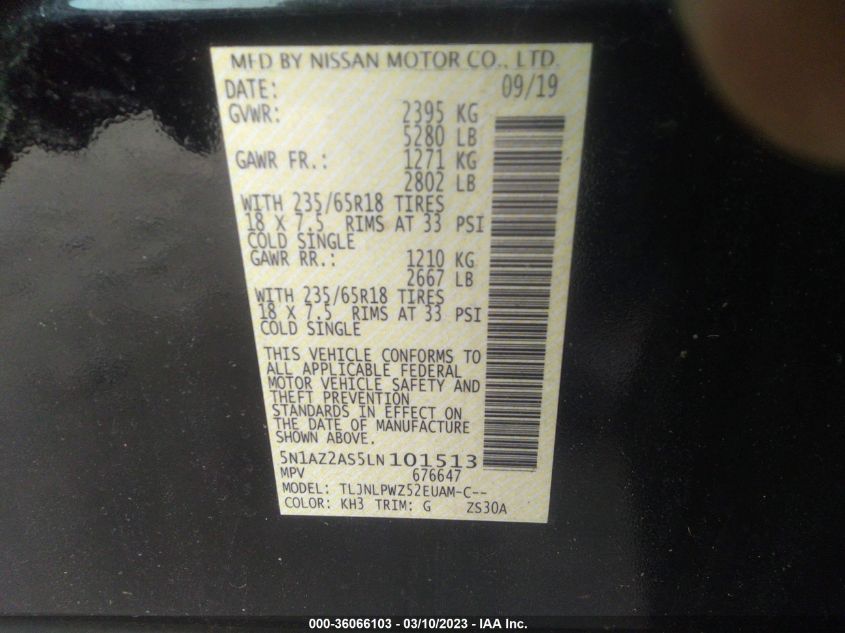 MFD BY NISSAN MOTOR CO., LTD.
DATE: 09/19
GVWR: 2395 KG
5280 LB
GAWR FR.: 1271 KG
2802 LB
WITH 235/65R18 TIRES
18 X 7.5 RIMS AT 33 PSI
COLD SINGLE
GAWR RR.: 1210 KG
2667 LB
WITH 235/65R18 TIRES
18 X 7.5 RIMS AT 33 PSI
COLD SINGLE
THIS VEHICLE CONFORMS TO
ALL APPLICABLE FEDERAL
MOTOR VEHICLE SAFETY AND
THEFT PREVENTION
STANDARDS IN EFFECT ON
THE DATE OF MANUFACTURE
SHOWN ABOVE.
5N1AZ2AS5LN101513
MPV 676647
MODEL: TLJNLPWZ52EUAM-C--
COLOR: KH3 TRIM: G ZS30A
000-36066103 - 03/10/2023 - IAA Inc.